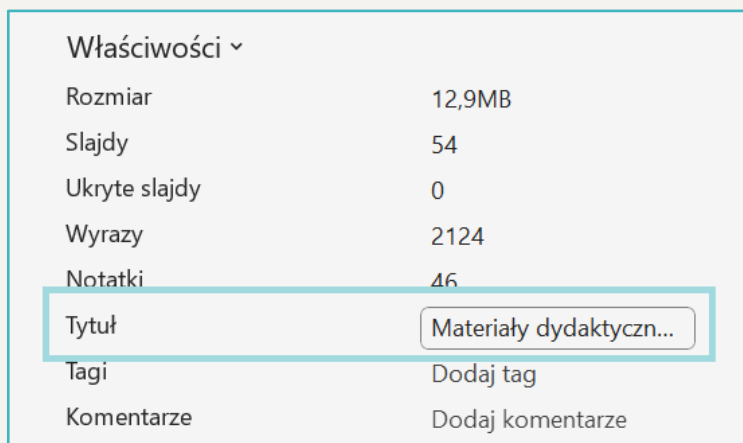 Właściwości
Rozmiar 12,9MB
Slajdy 54
Ukryte slajdy 0
Wyrazy 2124
Notatki 46
Tytuł Materiały dydaktyczn...
Tagi Dodaj tag
Komentarze Dodaj komentarze